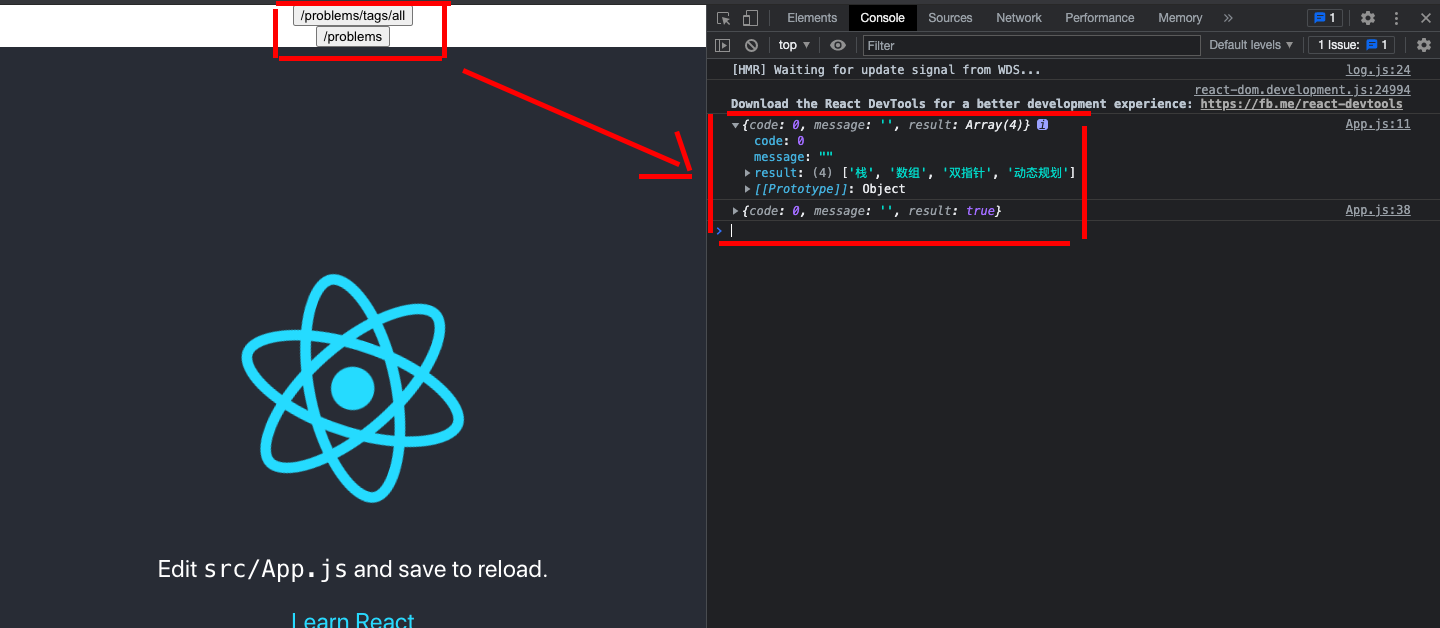 /problems/tags/all
/problems
Edit src/App.js and save to reload.
Learn React
Elements Console Sources Network Performance Memory » 1
top ▼ Filter Default levels ▼ 1 Issue: 1
[HMR] Waiting for update signal from WDS... log.js:24
react-dom.development.js:24994
Download the React DevTools for a better development experience: https://fb.me/react-devtools
▼{code: 0, message: '', result: Array(4)} i App.js:11
code: 0
message: ""
▶result: (4) ['栈', '数组', '双指针', '动态规划']
▶[[Prototype]]: Object
▶{code: 0, message: '', result: true} App.js:38
>